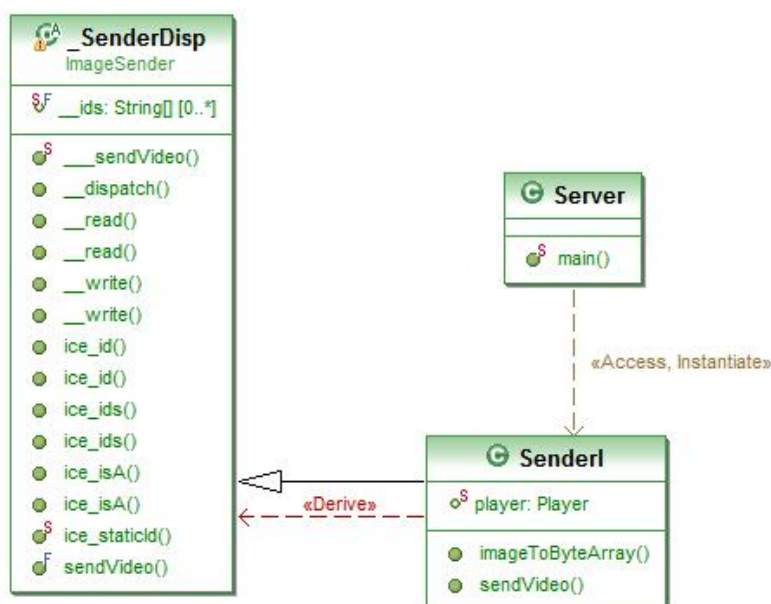 _SenderDisp
ImageSender
__ids: String[] [0..*]
___sendVideo()
__dispatch()
__read()
__read()
__write()
__write()
ice_id()
ice_id()
ice_ids()
ice_ids()
ice_isA()
ice_isA()
ice_staticId()
sendVideo()
Server
main()
«Access, Instantiate»
«Derive»
SenderI
player: Player
imageToByteArray()
sendVideo()